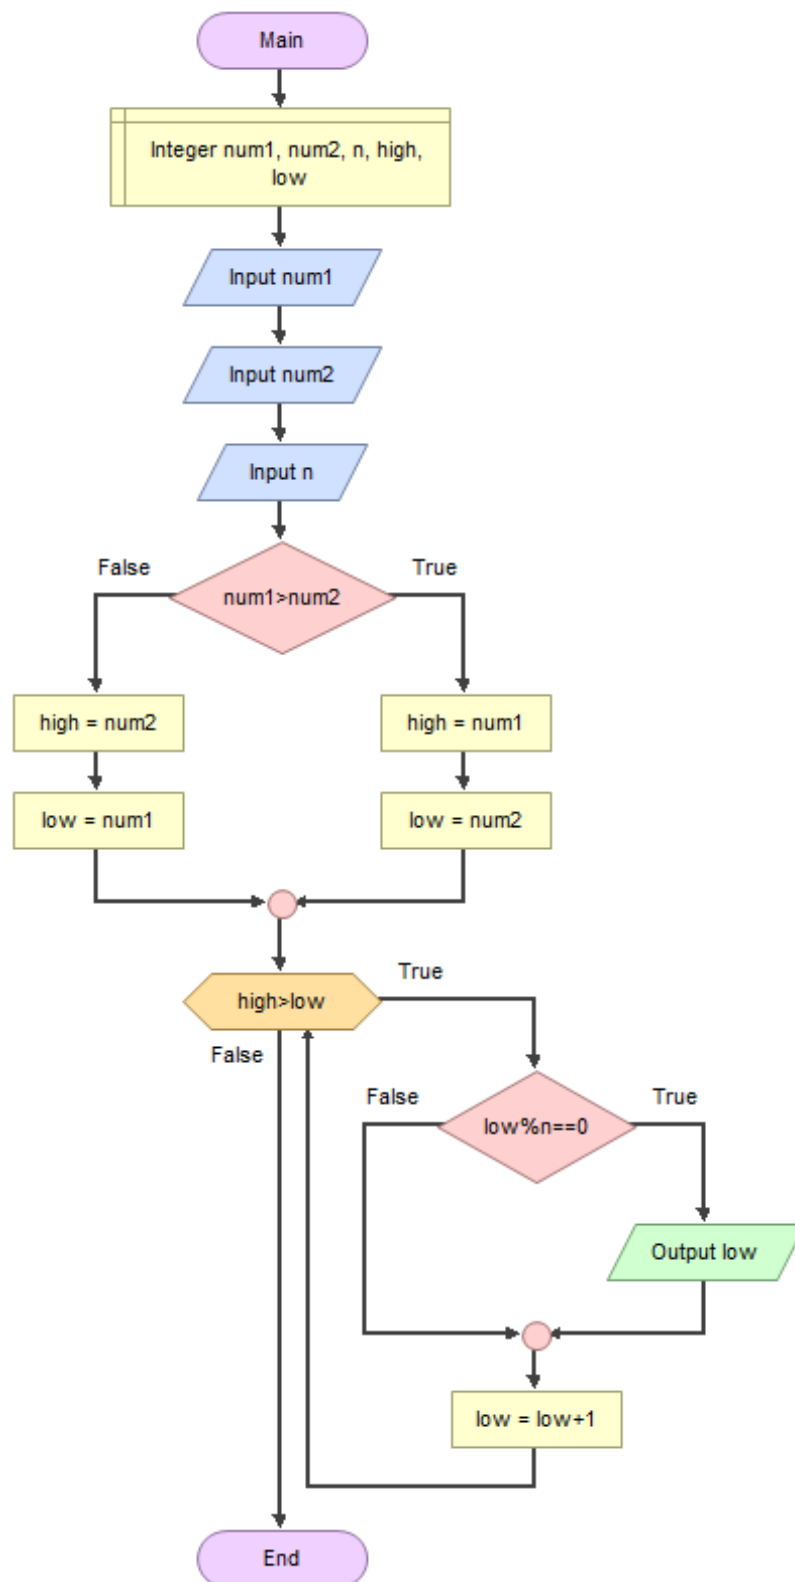 Main
Integer num1, num2, n, high,
low
Input num1
Input num2
Input n
False
True
num1>num2
high = num2
high = num1
low = num1
low = num2
True
high>low
False
False
True
low%n==0
Output low
low = low+1
End